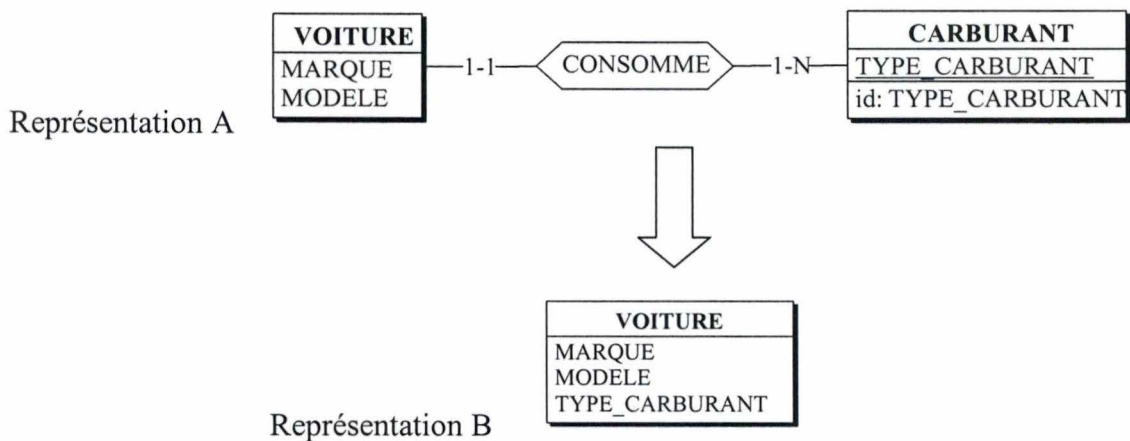 VOITURE
MARQUE
MODELE
1-1
CONSOMME
1-N
CARBURANT
TYPE_CARBURANT
id: TYPE_CARBURANT
Représentation A
VOITURE
MARQUE
MODELE
TYPE_CARBURANT
Représentation B